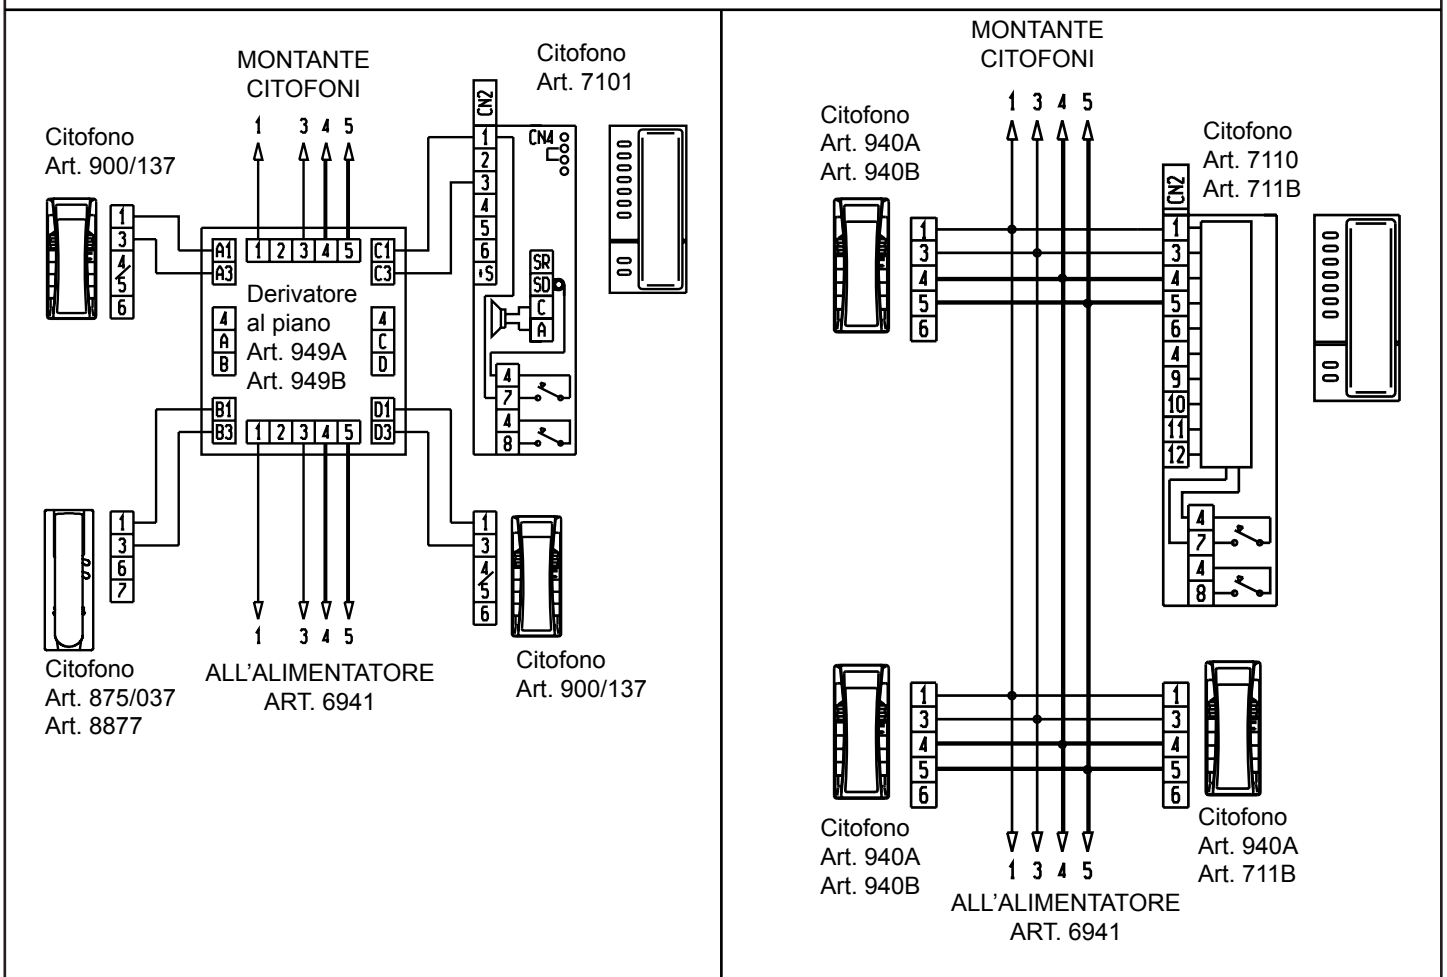 MONTANTE
CITOFONI
1 3 4 5
Citofono
Art. 7101
Citofono
Art. 900/137
1
3
4/5
6
A1
A3
1 2 3 4 5
C1
C3
4
A
B
Derivatore
al piano
Art. 949A
Art. 949B
4
C
D
B1
B3
1 2 3 4 5
D1
D3
CN2
1
2
3
4
5
6
S
CN4
SR
SD
C
A
4
7
4
8
1
3
6
7
Citofono
Art. 875/037
Art. 8877
1 3 4 5
ALL'ALIMENTATORE
ART. 6941
1
3
4/5
6
Citofono
Art. 900/137
MONTANTE
CITOFONI
1 3 4 5
Citofono
Art. 940A
Art. 940B
1
3
4
5
6
Citofono
Art. 7110
Art. 711B
CN2
1
3
4
5
6
4
9
10
11
12
4
7
4
8
1
3
4
5
6
Citofono
Art. 940A
Art. 940B
1
3
4
5
6
Citofono
Art. 940A
Art. 711B
1 3 4 5
ALL'ALIMENTATORE
ART. 6941